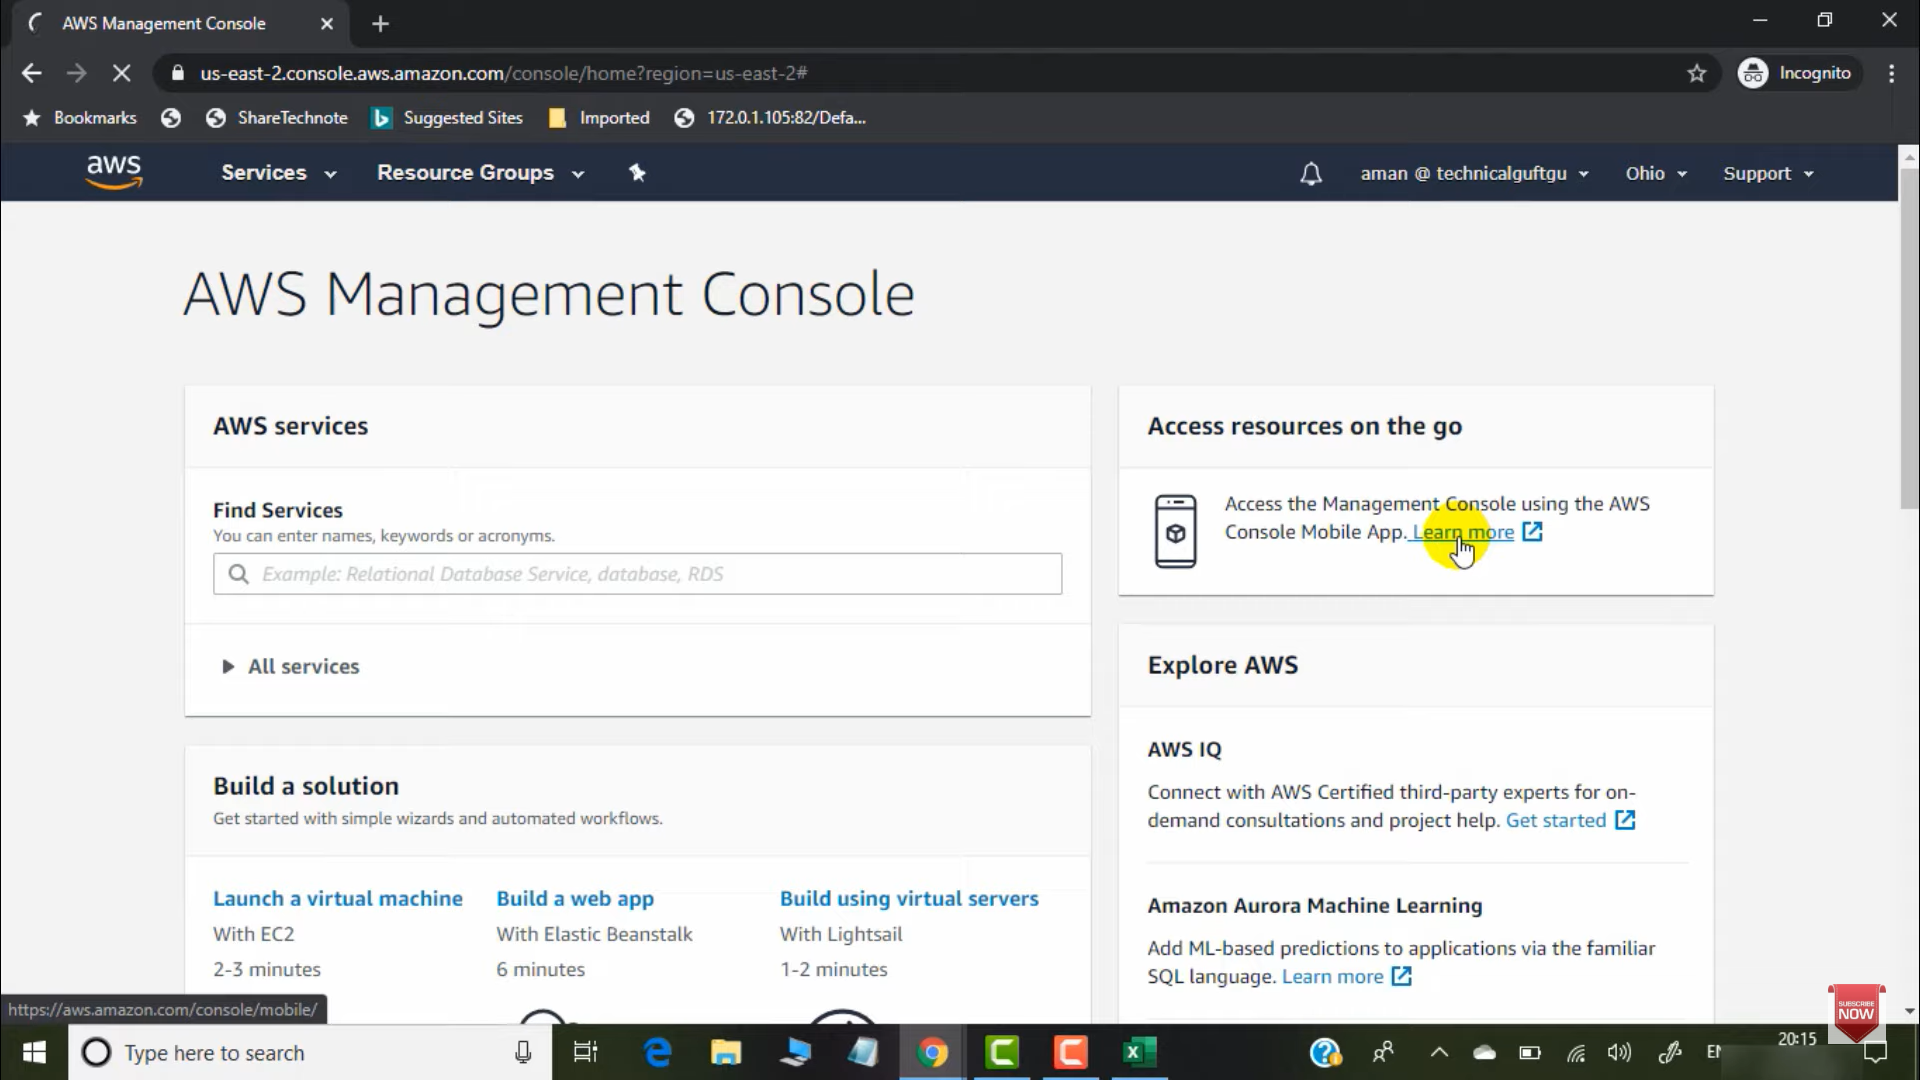 AWS Management Console
us-east-2.console.aws.amazon.com/console/home?region=us-east-2#
Incognito
Bookmarks
ShareTechnote
Suggested Sites
Imported
172.0.1.105:82/Defa...
aws
Services
Resource Groups
aman @ technicalguftgu
Ohio
Support
AWS Management Console
AWS services
Find Services
You can enter names, keywords or acronyms.
Example: Relational Database Service, database, RDS
All services
Access resources on the go
Access the Management Console using the AWS
Console Mobile App. Learn more
Explore AWS
AWS IQ
Connect with AWS Certified third-party experts for on-
demand consultations and project help. Get started
Amazon Aurora Machine Learning
Add ML-based predictions to applications via the familiar
SQL language. Learn more
Build a solution
Get started with simple wizards and automated workflows.
Launch a virtual machine
With EC2
2-3 minutes
Build a web app
With Elastic Beanstalk
6 minutes
Build using virtual servers
With Lightsail
1-2 minutes
https://aws.amazon.com/console/mobile/
SUBSCRIBE
NOW
Type here to search
20:15